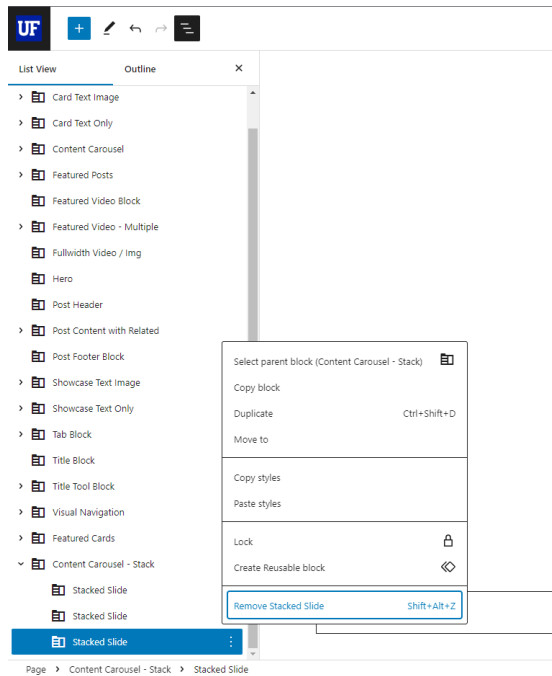 UF
List View Outline
Card Text Image
Card Text Only
Content Carousel
Featured Posts
Featured Video Block
Featured Video - Multiple
Fullwidth Video / Img
Hero
Post Header
Post Content with Related
Post Footer Block
Showcase Text Image
Showcase Text Only
Tab Block
Title Block
Title Tool Block
Visual Navigation
Featured Cards
Content Carousel - Stack
Stacked Slide
Stacked Slide
Stacked Slide
Select parent block (Content Carousel - Stack)
Copy block
Duplicate Ctrl+Shift+D
Move to
Copy styles
Paste styles
Lock
Create Reusable block
Remove Stacked Slide Shift+Alt+Z
Page > Content Carousel - Stack > Stacked Slide